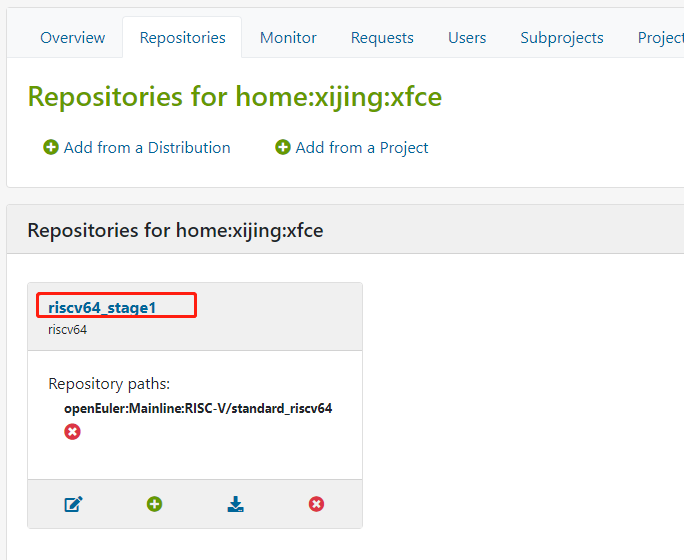 Overview Repositories Monitor Requests Users Subprojects Project
Repositories for home:xijing:xfce
Add from a Distribution Add from a Project
Repositories for home:xijing:xfce
riscv64_stage1
riscv64
Repository paths:
openEuler:Mainline:RISC-V/standard_riscv64